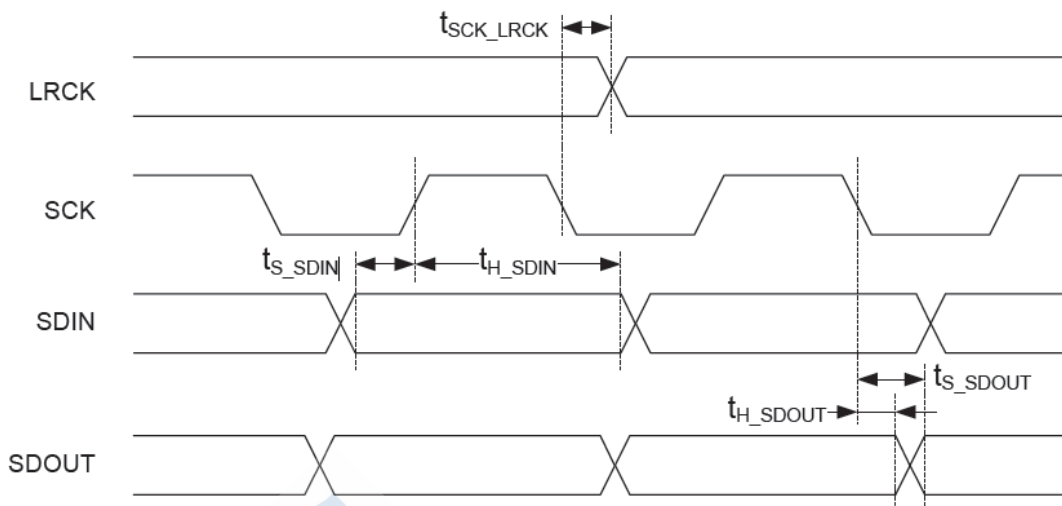 tSCK_LRCK
LRCK
SCK
tS_SDIN
tH_SDIN
SDIN
tS_SDOUT
tH_SDOUT
SDOUT